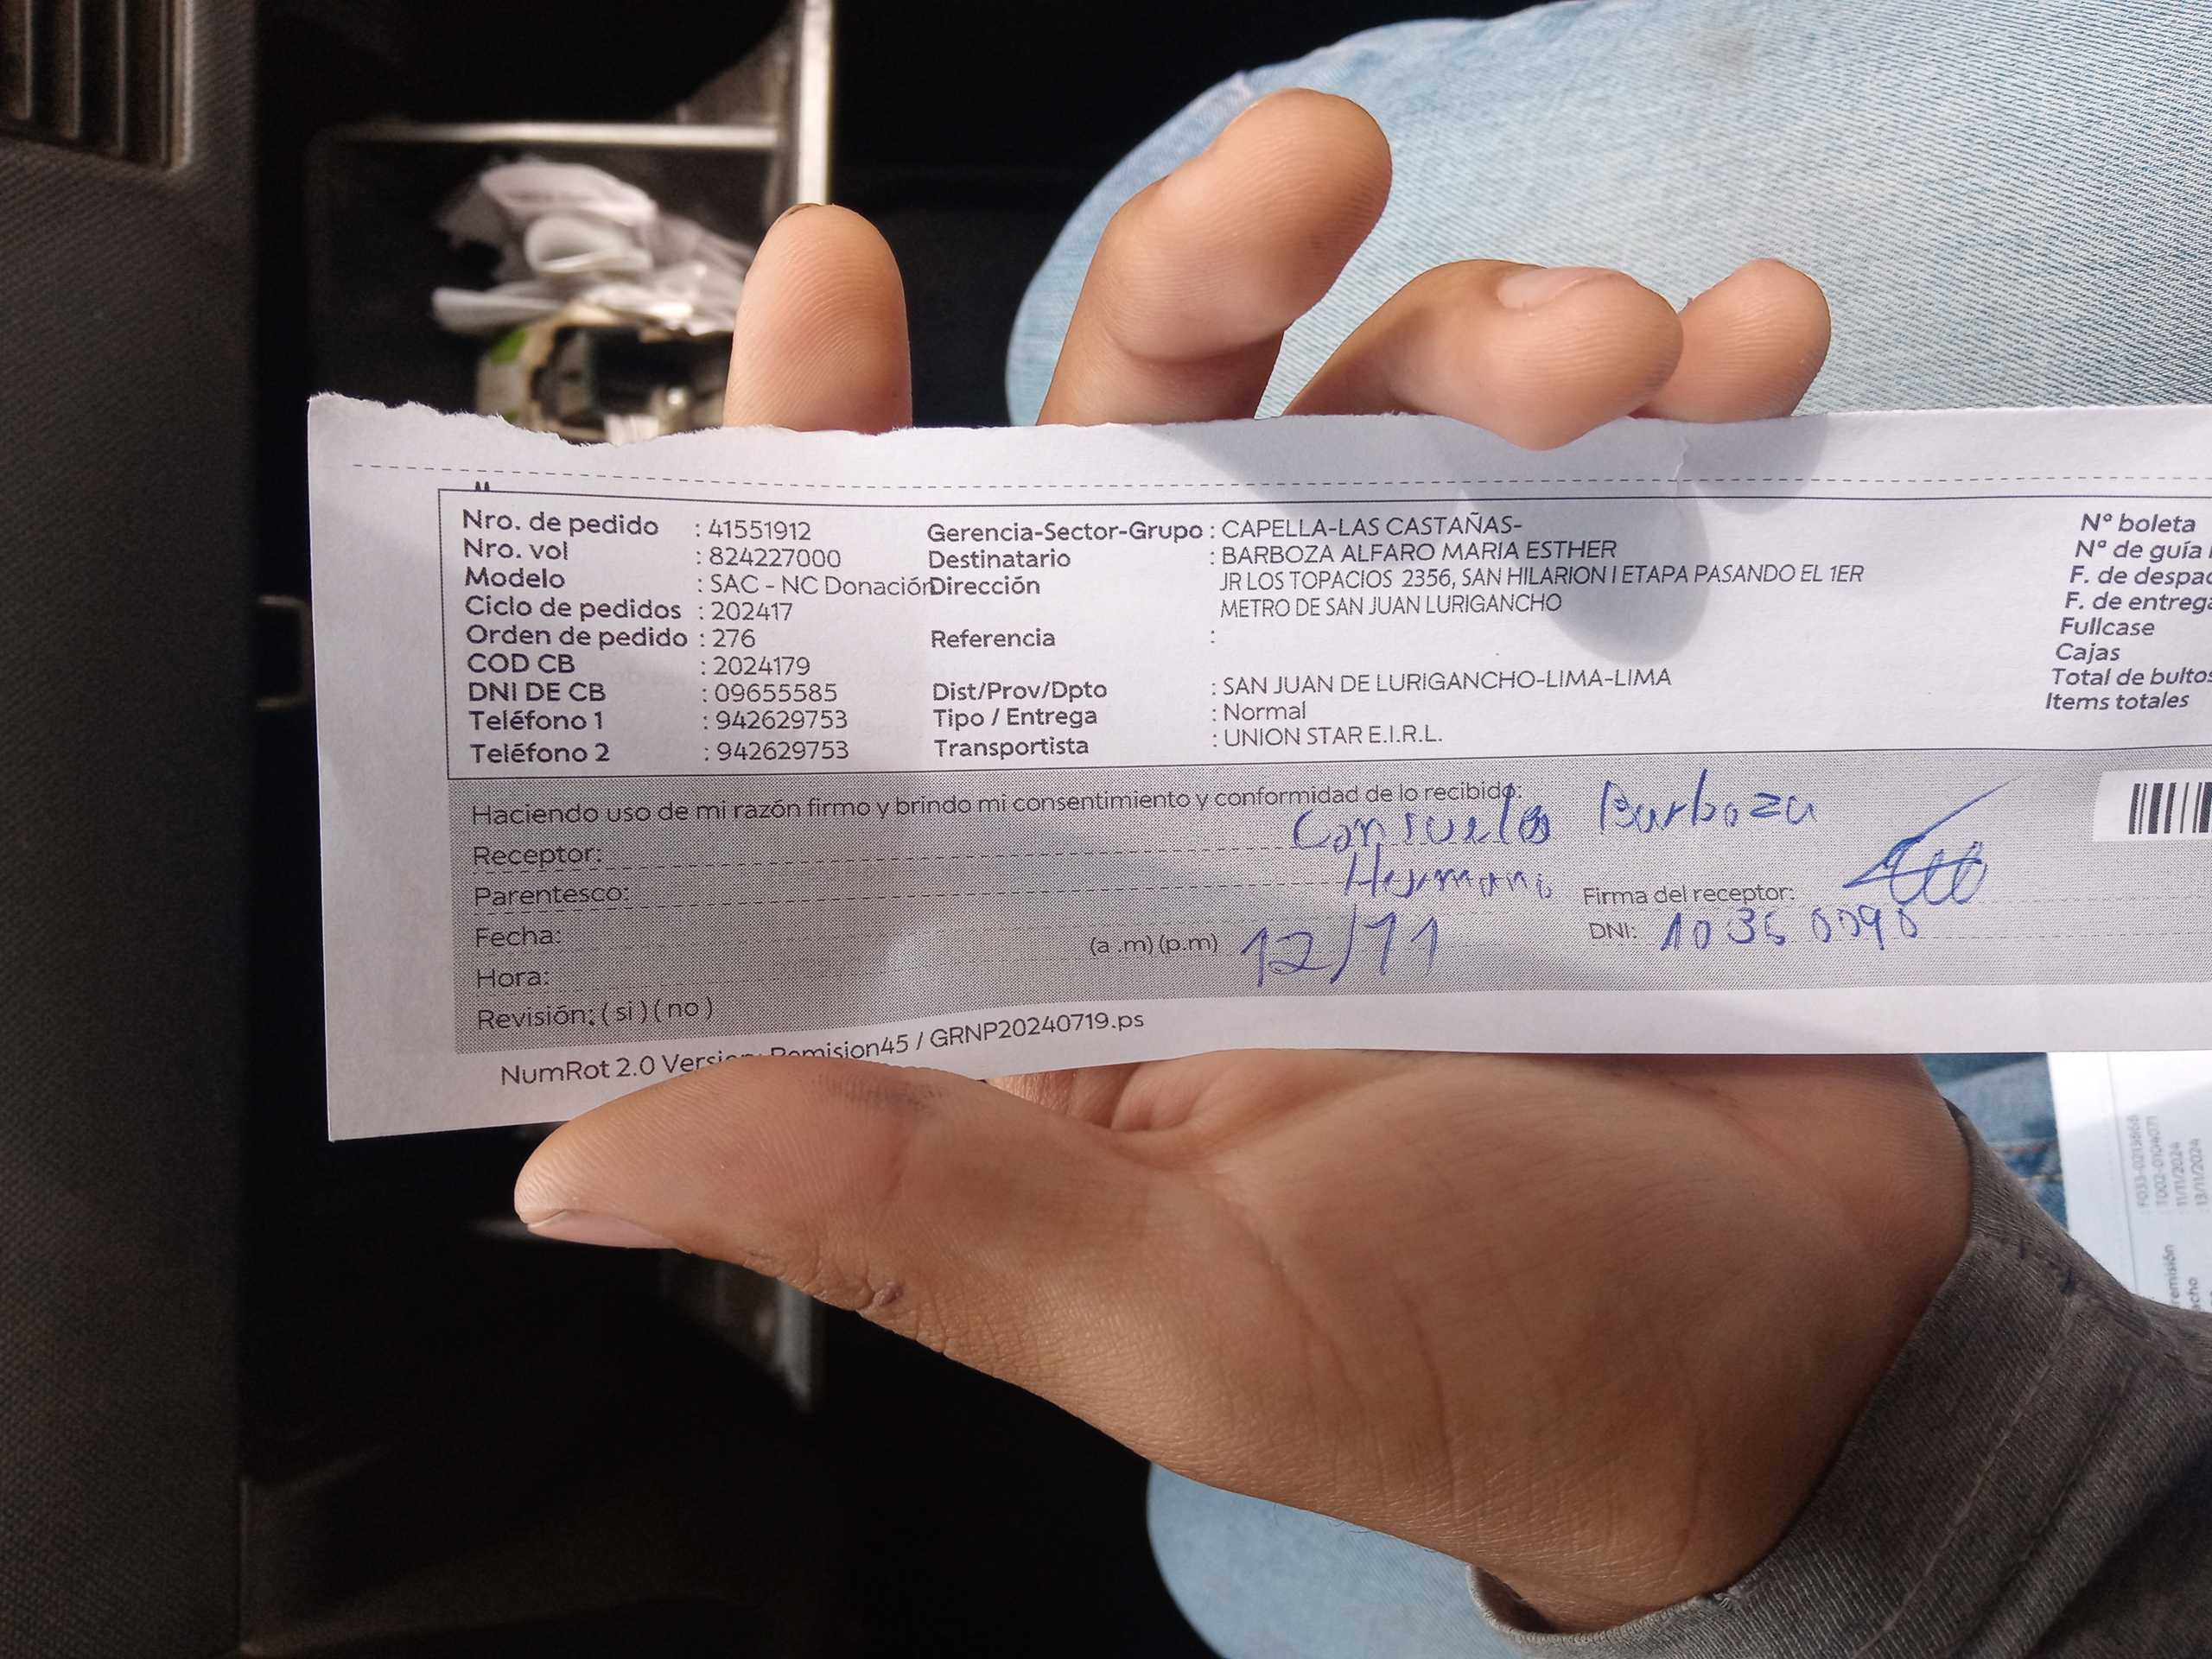 Nro. de pedido : 41551912 Gerencia-Sector-Grupo : CAPELLA-LAS CASTAÑAS- N° boleta
Nro. vol : 824227000 Destinatario : BARBOZA ALFARO MARIA ESTHER N° de guía
Modelo : SAC - NC Donación Dirección JR LOS TOPACIOS 2356, SAN HILARION I ETAPA PASANDO EL 1ER F. de despac
Ciclo de pedidos : 202417 METRO DE SAN JUAN LURIGANCHO F. de entrega
Orden de pedido : 276 Referencia : Fullcase
COD CB : 2024179 Cajas
DNI DE CB : 09655585 Dist/Prov/Dpto : SAN JUAN DE LURIGANCHO-LIMA-LIMA Total de bultos
Teléfono 1 : 942629753 Tipo / Entrega : Normal Items totales
Teléfono 2 : 942629753 Transportista : UNION STAR E.I.R.L.
Haciendo uso de mi razón firmo y brindo mi consentimiento y conformidad de lo recibido:
Receptor: Consuelo Barboza
Parentesco: Hermana Firma del receptor:
Fecha: (a .m) (p.m) 12/11 DNI:
Hora:
Revisión: ( si ) ( no )
NumRot 2.0 Remision45 / GRNP20240719.ps
11/11/2024
13/11/2024